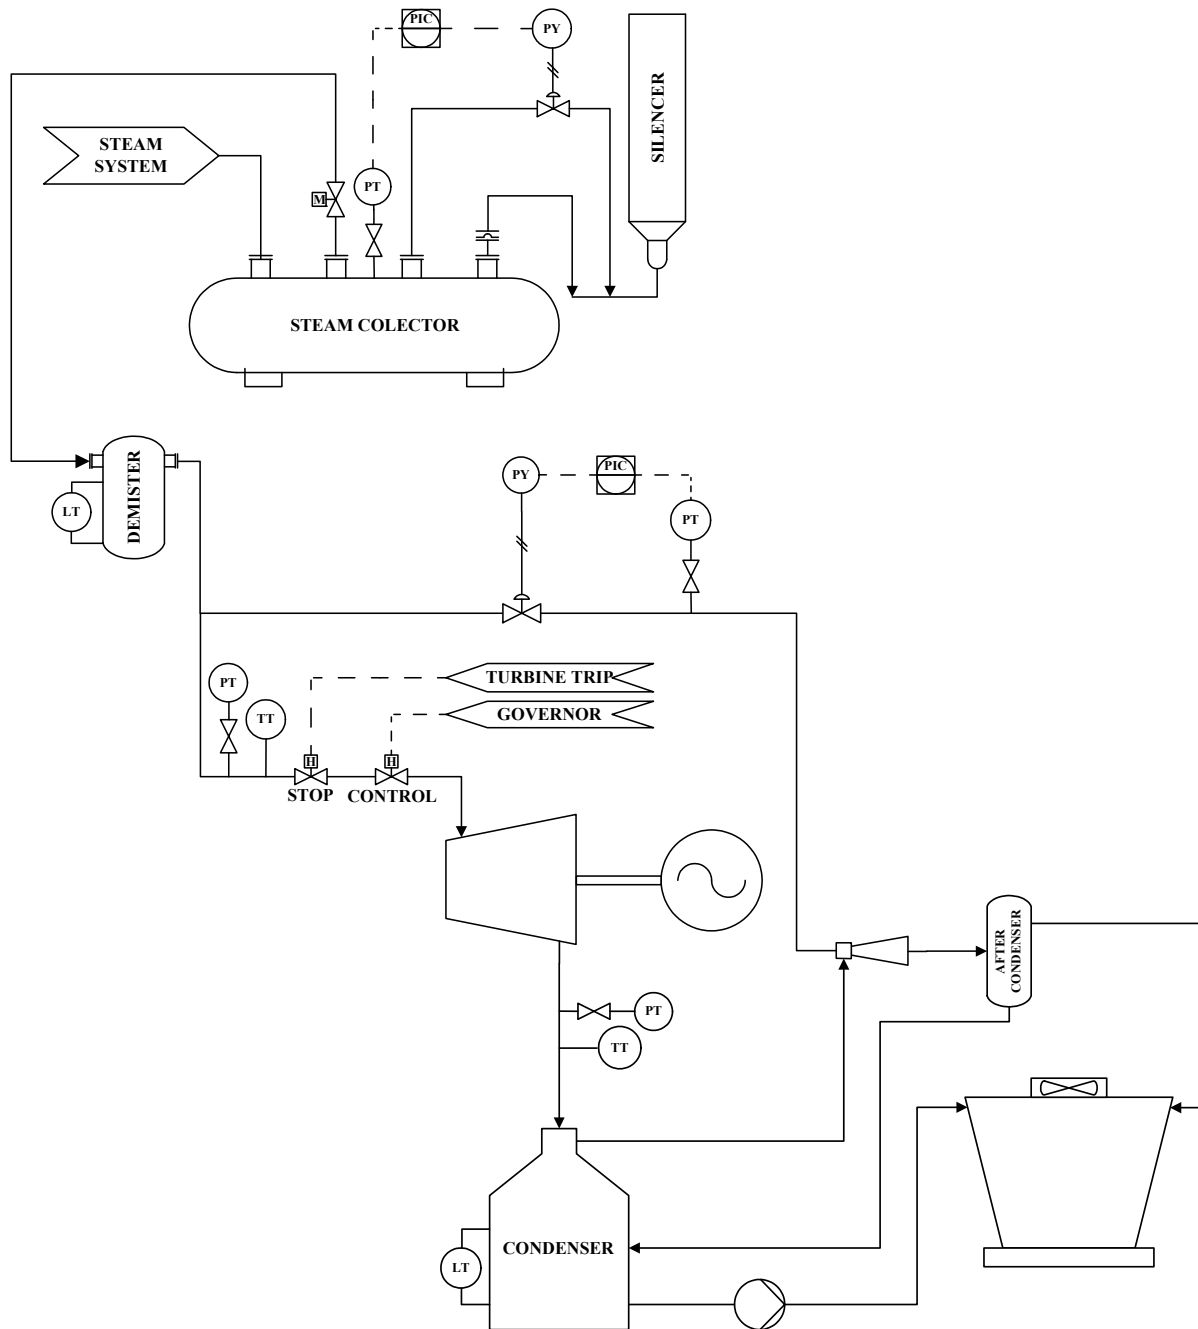 PIC
PY
STEAM
SYSTEM
SILENCER
M
PT
STEAM COLECTOR
DEMISTER
LT
PY
PIC
PT
TURBINE TRIP
GOVERNOR
PT
TT
H
H
STOP
CONTROL
AFTER
CONDENSER
PT
TT
CONDENSER
LT